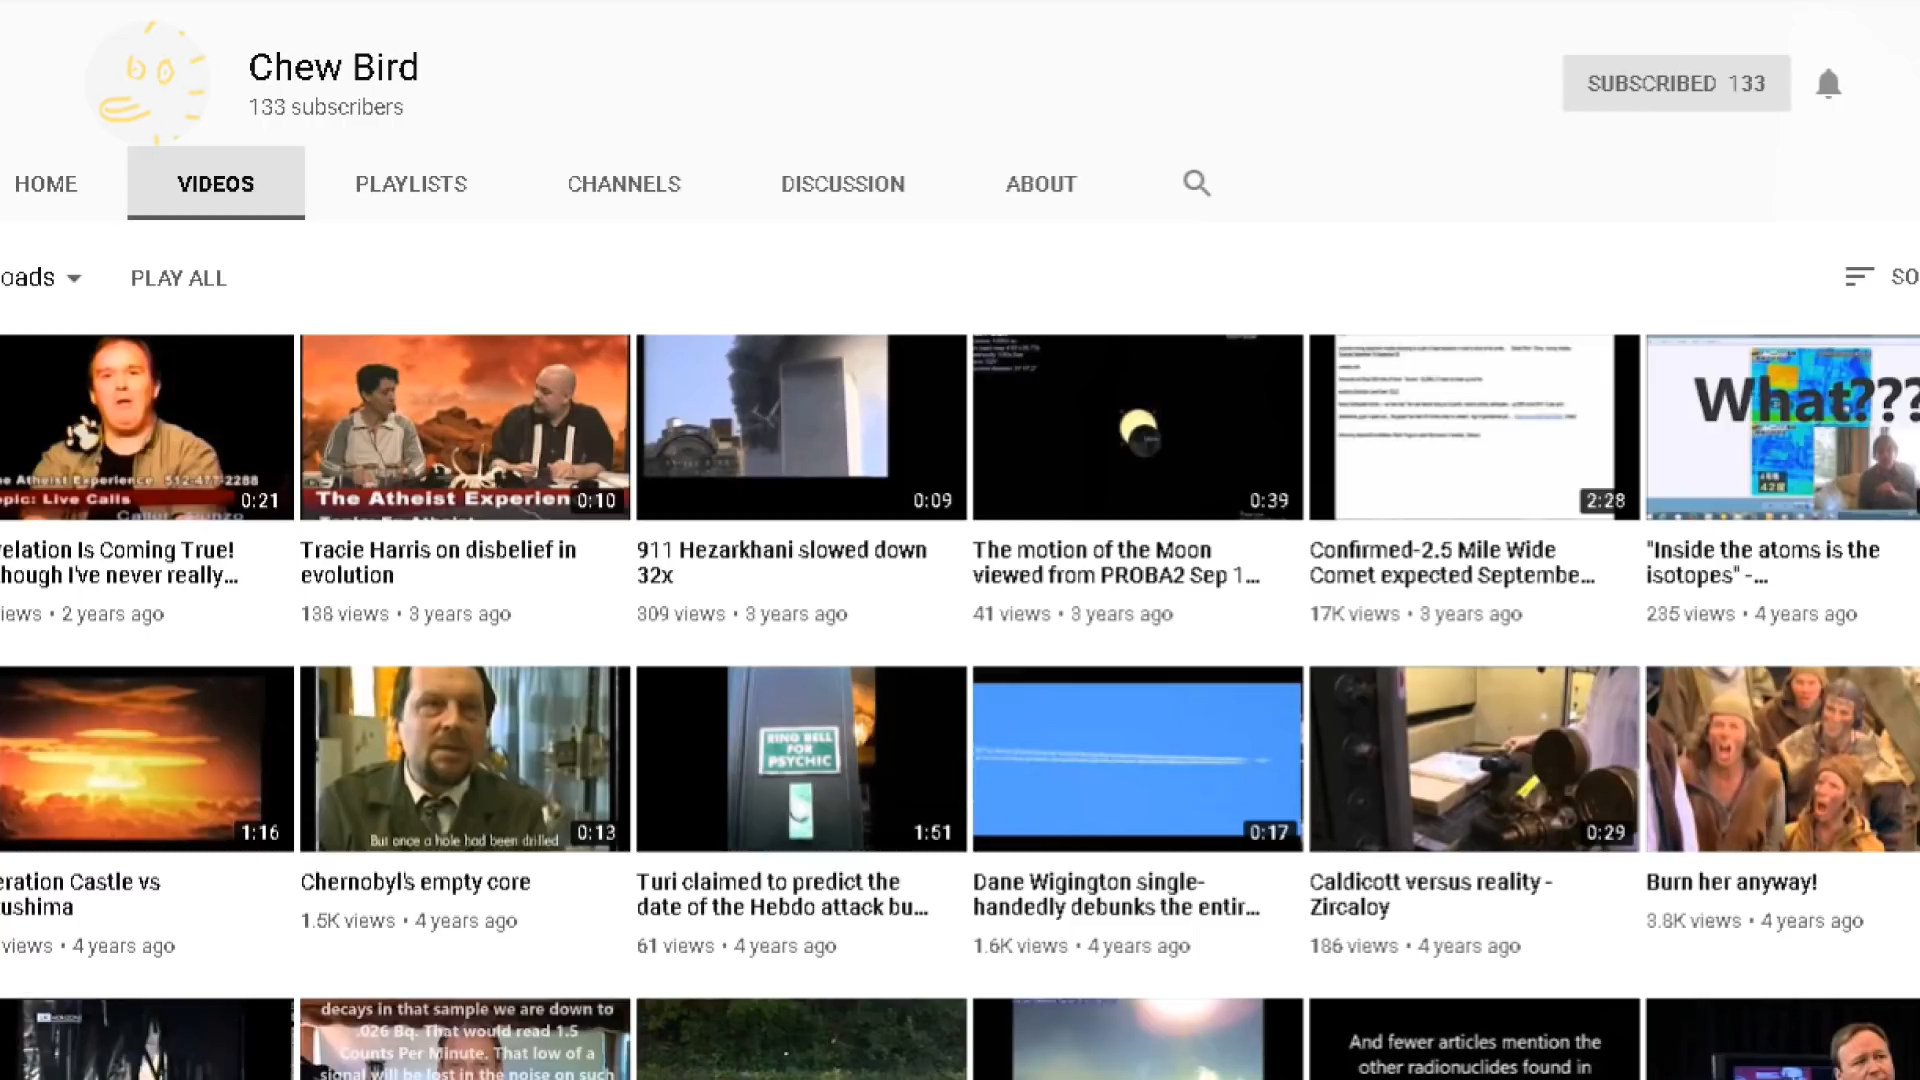 Chew Bird
133 subscribers
SUBSCRIBED 133
HOME
VIDEOS
PLAYLISTS
CHANNELS
DISCUSSION
ABOUT
oads
PLAY ALL
SO
e Atheist Experience 512-477-2288
opic: Live Calls
0:21
The Atheist Experien
0:10
0:09
0:39
2:28
What???
elation Is Coming True!
hough I've never really...
iews • 2 years ago
Tracie Harris on disbelief in
evolution
138 views • 3 years ago
911 Hezarkhani slowed down
32x
309 views • 3 years ago
The motion of the Moon
viewed from PROBA2 Sep 1...
41 views • 3 years ago
Confirmed-2.5 Mile Wide
Comet expected Septembe...
17K views • 3 years ago
"Inside the atoms is the
isotopes" -...
235 views • 4 years ago
1:16
But once a hole had been drilled
0:13
RING BELL
FOR
PSYCHIC
1:51
0:17
0:29
eration Castle vs
ushima
views • 4 years ago
Chernobyl's empty core
1.5K views • 4 years ago
Turi claimed to predict the
date of the Hebdo attack bu...
61 views • 4 years ago
Dane Wigington single-
handedly debunks the entir...
1.6K views • 4 years ago
Caldicott versus reality -
Zircaloy
186 views • 4 years ago
Burn her anyway!
3.8K views • 4 years ago
decays in that sample we are down to
.026 Bq. That would read 1.5
Counts Per Minute. That low of a
signal will be lost in the noise on such
And fewer articles mention the
other radionuclides found in